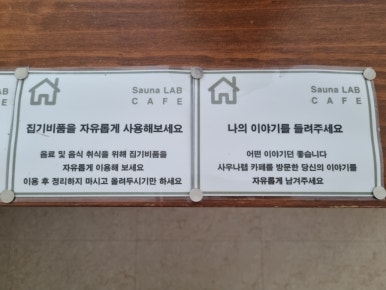 Sauna LAB
CAFE
집기비품을 자유롭게 사용해보세요
음료 및 음식 취식을 위해 집기비품을
자유롭게 이용해 보세요
이용 후 정리하지 마시고 올려두시기만 하세요
Sauna LAB
CAFE
나의 이야기를 들려주세요
어떤 이야기던 좋습니다
사우나랩 카페를 방문한 당신의 이야기를
자유롭게 남겨주세요